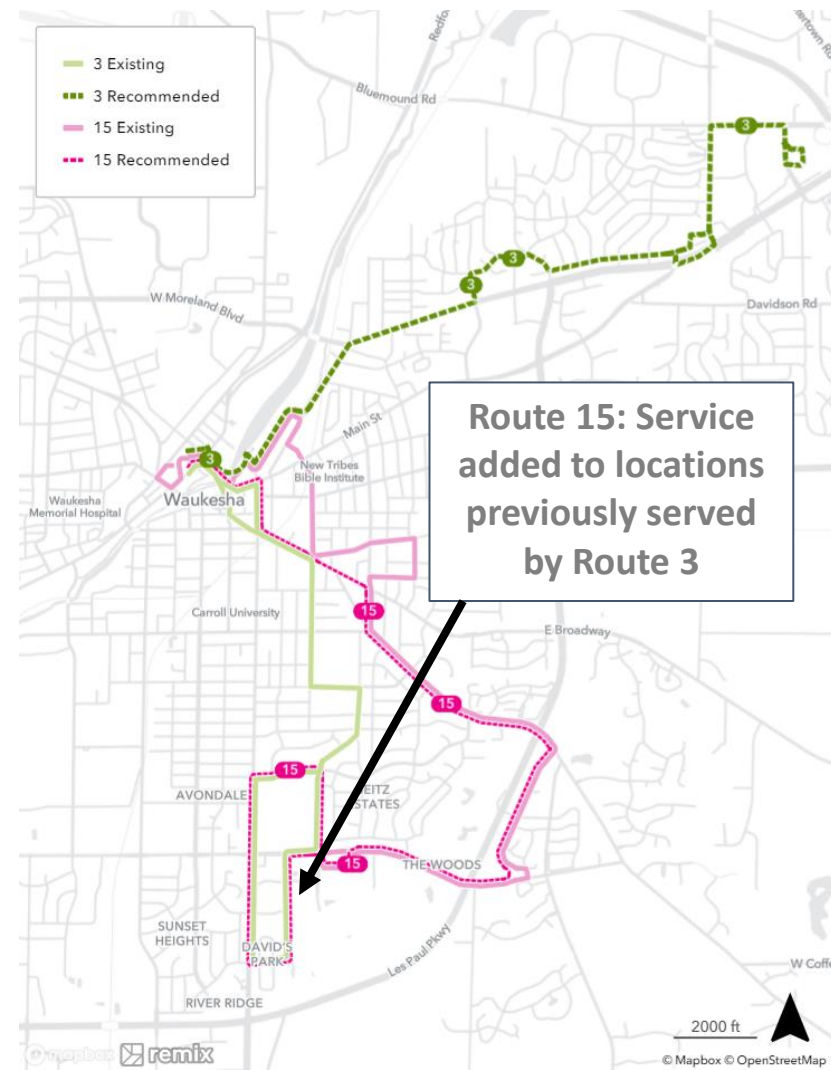 3 Existing
3 Recommended
15 Existing
15 Recommended
Bluemound Rd
3
3
3
W Moreland Blvd
Davidson Rd
Main St
3
New Tribes
Bible Institute
Waukesha
Waukesha
Memorial Hospital
Route 15: Service
added to locations
previously served
by Route 3
15
Carroll University
E Broadway
15
15
AVONDALE
ESTATES
15
THE WOODS
SUNSET
HEIGHTS
DAVID'S
PARK
Les Paul Pkwy
RIVER RIDGE
W Coffe
2000 ft
mapbox remix
© Mapbox © OpenStreetMap